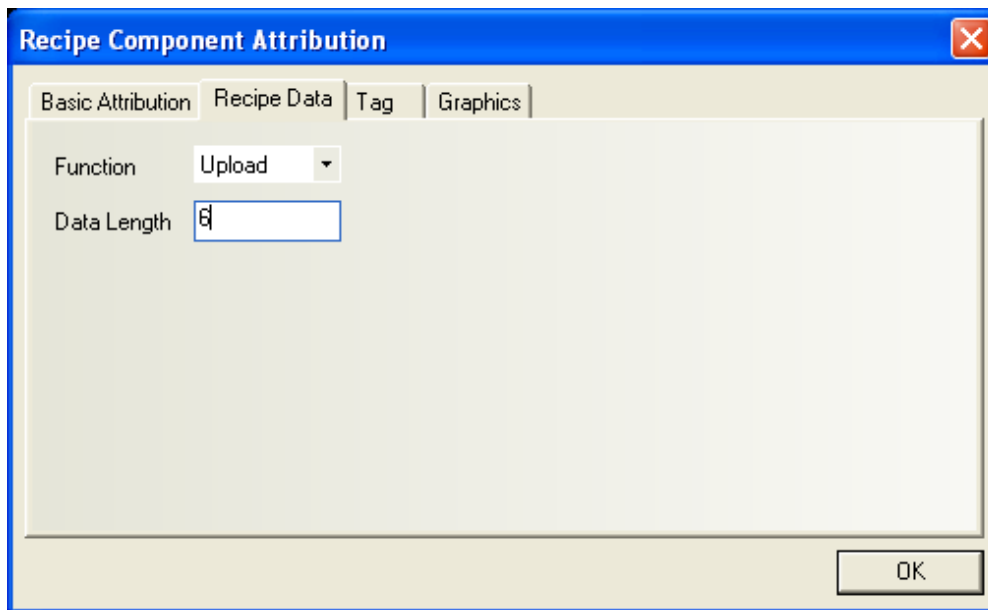 Recipe Component Attribution
Basic Attribution Recipe Data Tag Graphics
Function Upload
Data Length 6
OK